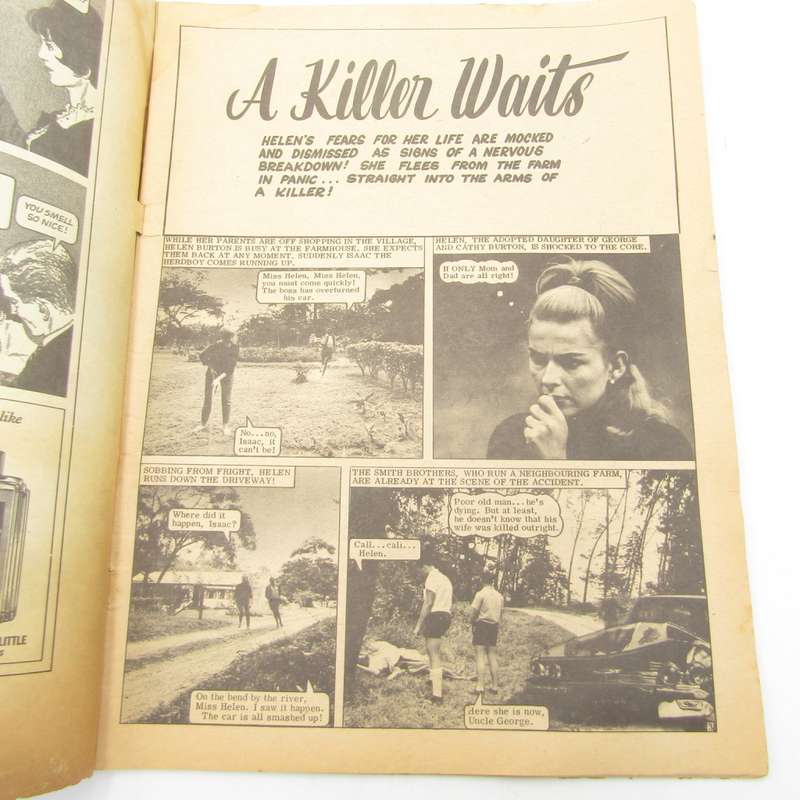 YOU SMELL
SO NICE!
like
LITTLE
A Killer Waits
HELEN'S FEARS FOR HER LIFE ARE MOCKED
AND DISMISSED AS SIGNS OF A NERVOUS
BREAKDOWN! SHE FLEES FROM THE FARM
IN PANIC... STRAIGHT INTO THE ARMS OF
A KILLER!
WHILE HER PARENTS ARE OFF SHOPPING IN THE VILLAGE,
HELEN BURTON IS BUSY AT THE FARMHOUSE. SHE EXPECTS
THEM BACK AT ANY MOMENT. SUDDENLY ISAAC THE
HERDBOY COMES RUNNING UP.
Miss Helen, Miss Helen,
you must come quickly!
The boss has overturned
his car.
No...no,
Isaac, it
can't be!
HELEN, THE ADOPTED DAUGHTER OF GEORGE
AND CATHY BURTON, IS SHOCKED TO THE CORE.
If ONLY Mom and
Dad are all right!
SOBBING FROM FRIGHT, HELEN
RUNS DOWN THE DRIVEWAY!
Where did it
happen, Isaac?
On the bend by the river,
Miss Helen. I saw it happen.
The car is all smashed up!
THE SMITH BROTHERS, WHO RUN A NEIGHBOURING FARM,
ARE ALREADY AT THE SCENE OF THE ACCIDENT.
Poor old man...he's
dying. But at least,
he doesn't know that his
wife was killed outright.
Call...call...
Helen.
Here she is now,
Uncle George.